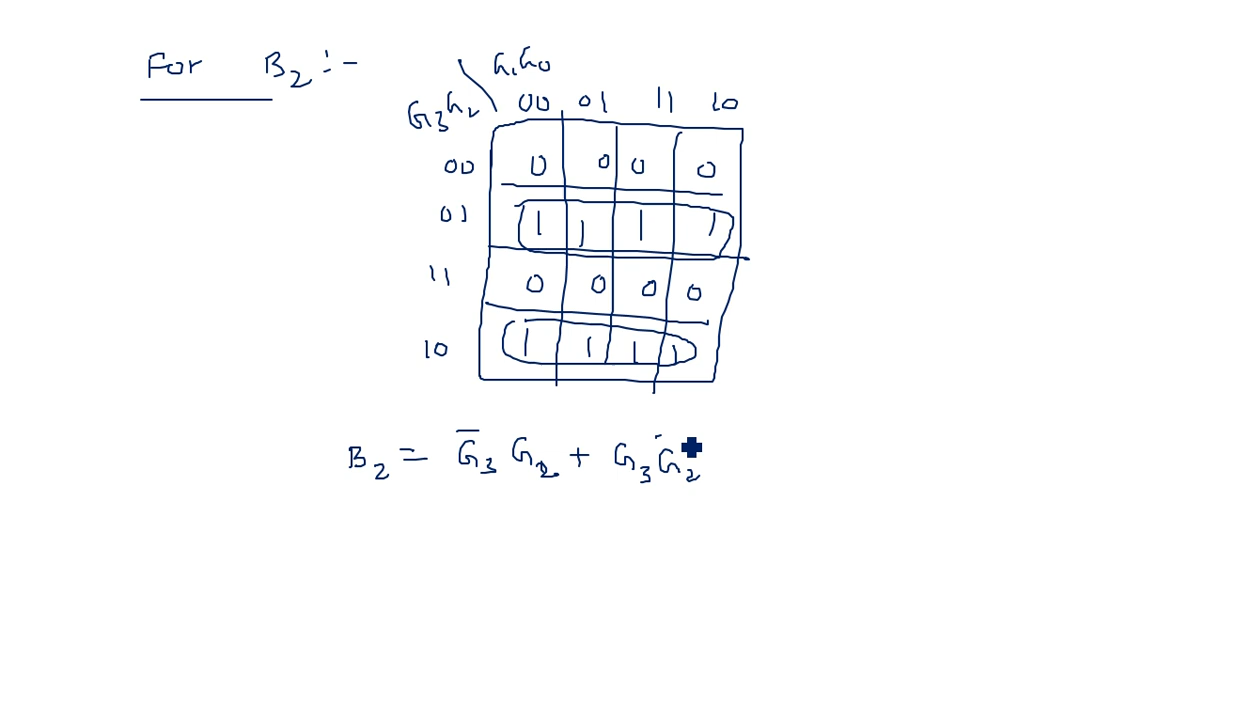 For B₂ :-
G₁G₀
G₃G₂ 00 01 11 10
00 0 0 0 0
01 1 1 1 1
11 0 0 0 0
10 1 1 1 1
B₂ = G̅₃ G₂ + G₃ G̅₂